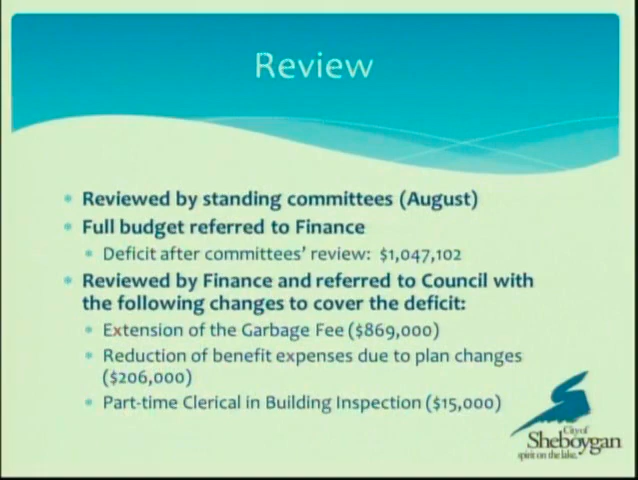 Review
Reviewed by standing committees (August)
Full budget referred to Finance
Deficit after committees' review: $1,047,102
Reviewed by Finance and referred to Council with
the following changes to cover the deficit:
Extension of the Garbage Fee ($869,000)
Reduction of benefit expenses due to plan changes
($206,000)
Part-time Clerical in Building Inspection ($15,000)
City of
Sheboygan
spirit on the lake.